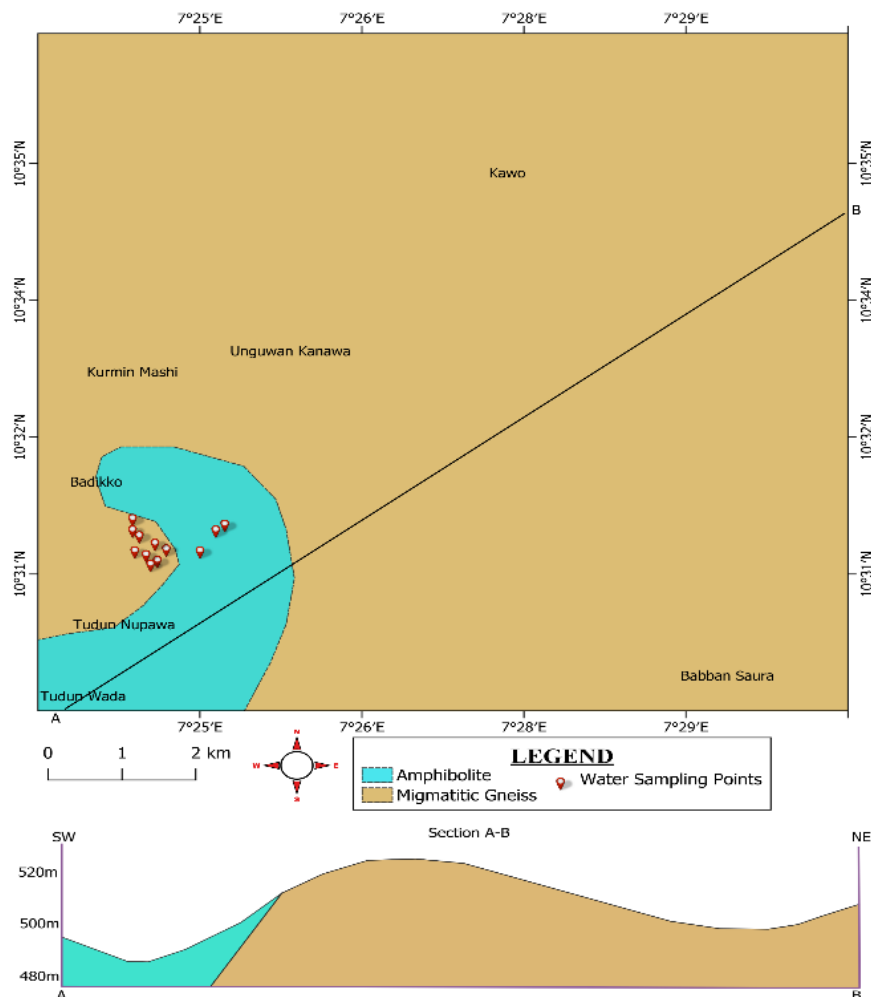 7°25′E 7°26′E 7°28′E 7°29′E
10°35′N 10°35′N
Kawo
B
10°34′N 10°34′N
Unguwan Kanawa
Kurmin Mashi
10°32′N 10°32′N
Badikko
10°31′N 10°31′N
Tudun Nupawa
Babban Saura
Tudun Wada
A
7°25′E 7°26′E 7°28′E 7°29′E
0 1 2 km
N
W E
S
LEGEND
Amphibolite
Water Sampling Points
Migmatitic Gneiss
Section A-B
SW NE
520m
500m
480m
A B